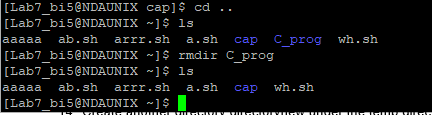 [Lab7_bi5@NDAUNIX cap]$ cd ..
[Lab7_bi5@NDAUNIX ~]$ ls
aaaaa ab.sh arrr.sh a.sh cap C_prog wh.sh
[Lab7_bi5@NDAUNIX ~]$ rmdir C_prog
[Lab7_bi5@NDAUNIX ~]$ ls
aaaaa ab.sh arrr.sh a.sh cap wh.sh
[Lab7_bi5@NDAUNIX ~]$